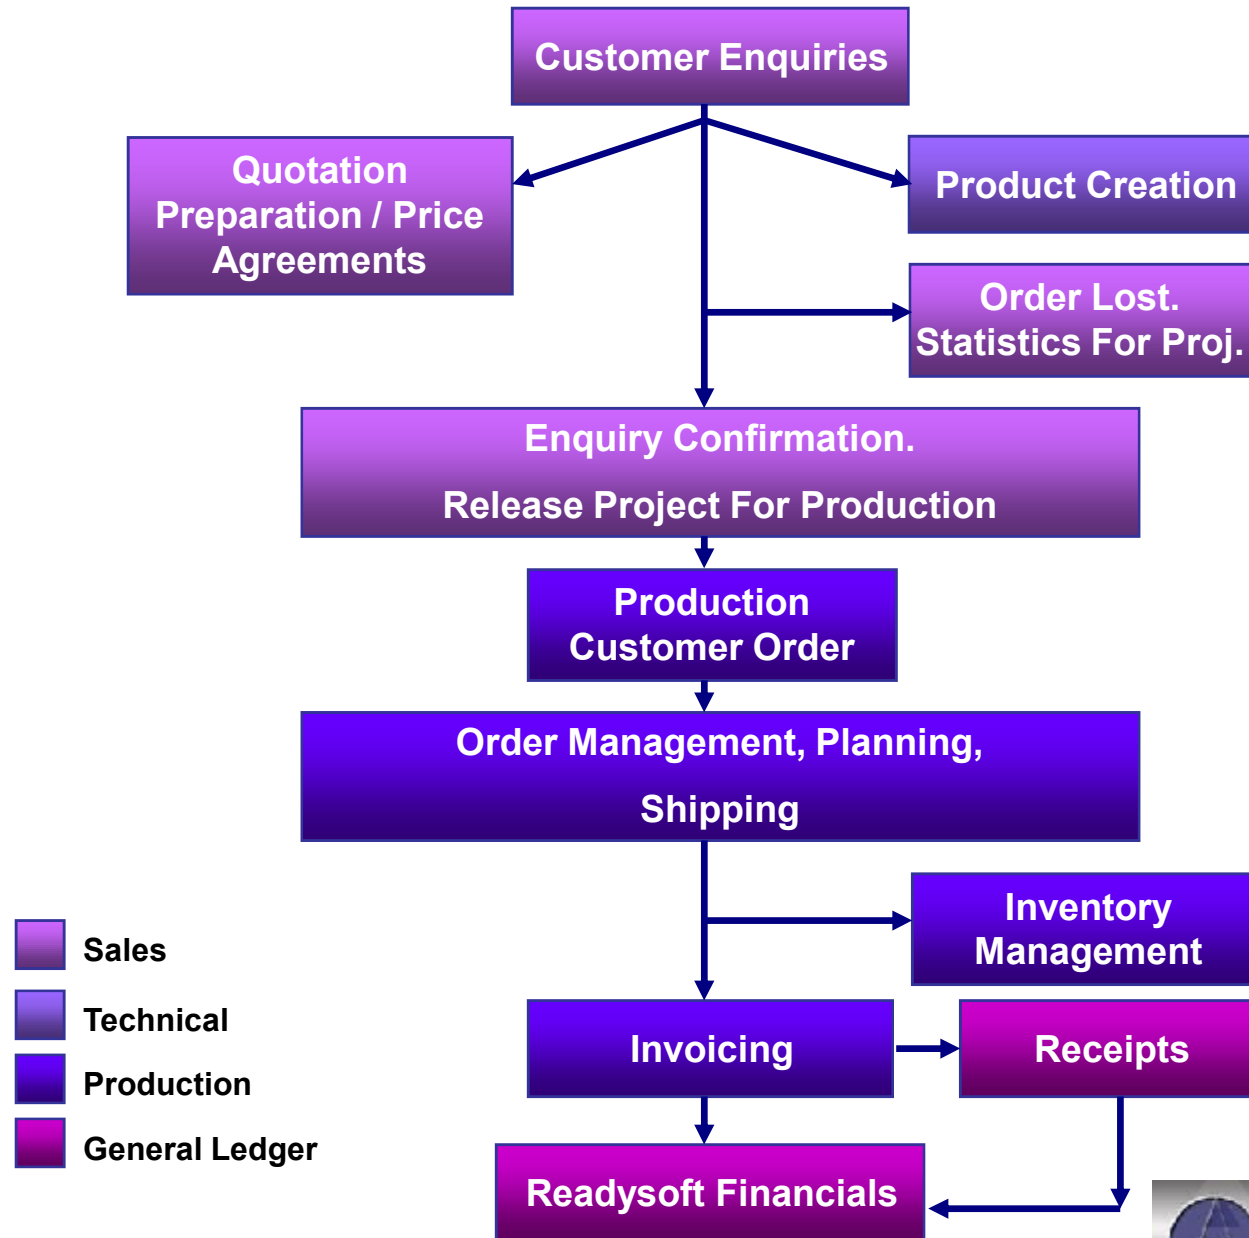 Customer Enquiries
Quotation
Preparation / Price
Agreements
Product Creation
Order Lost.
Statistics For Proj.
Enquiry Confirmation.
Release Project For Production
Production
Customer Order
Order Management, Planning,
Shipping
Inventory
Management
Invoicing
Receipts
Readysoft Financials
Sales
Technical
Production
General Ledger